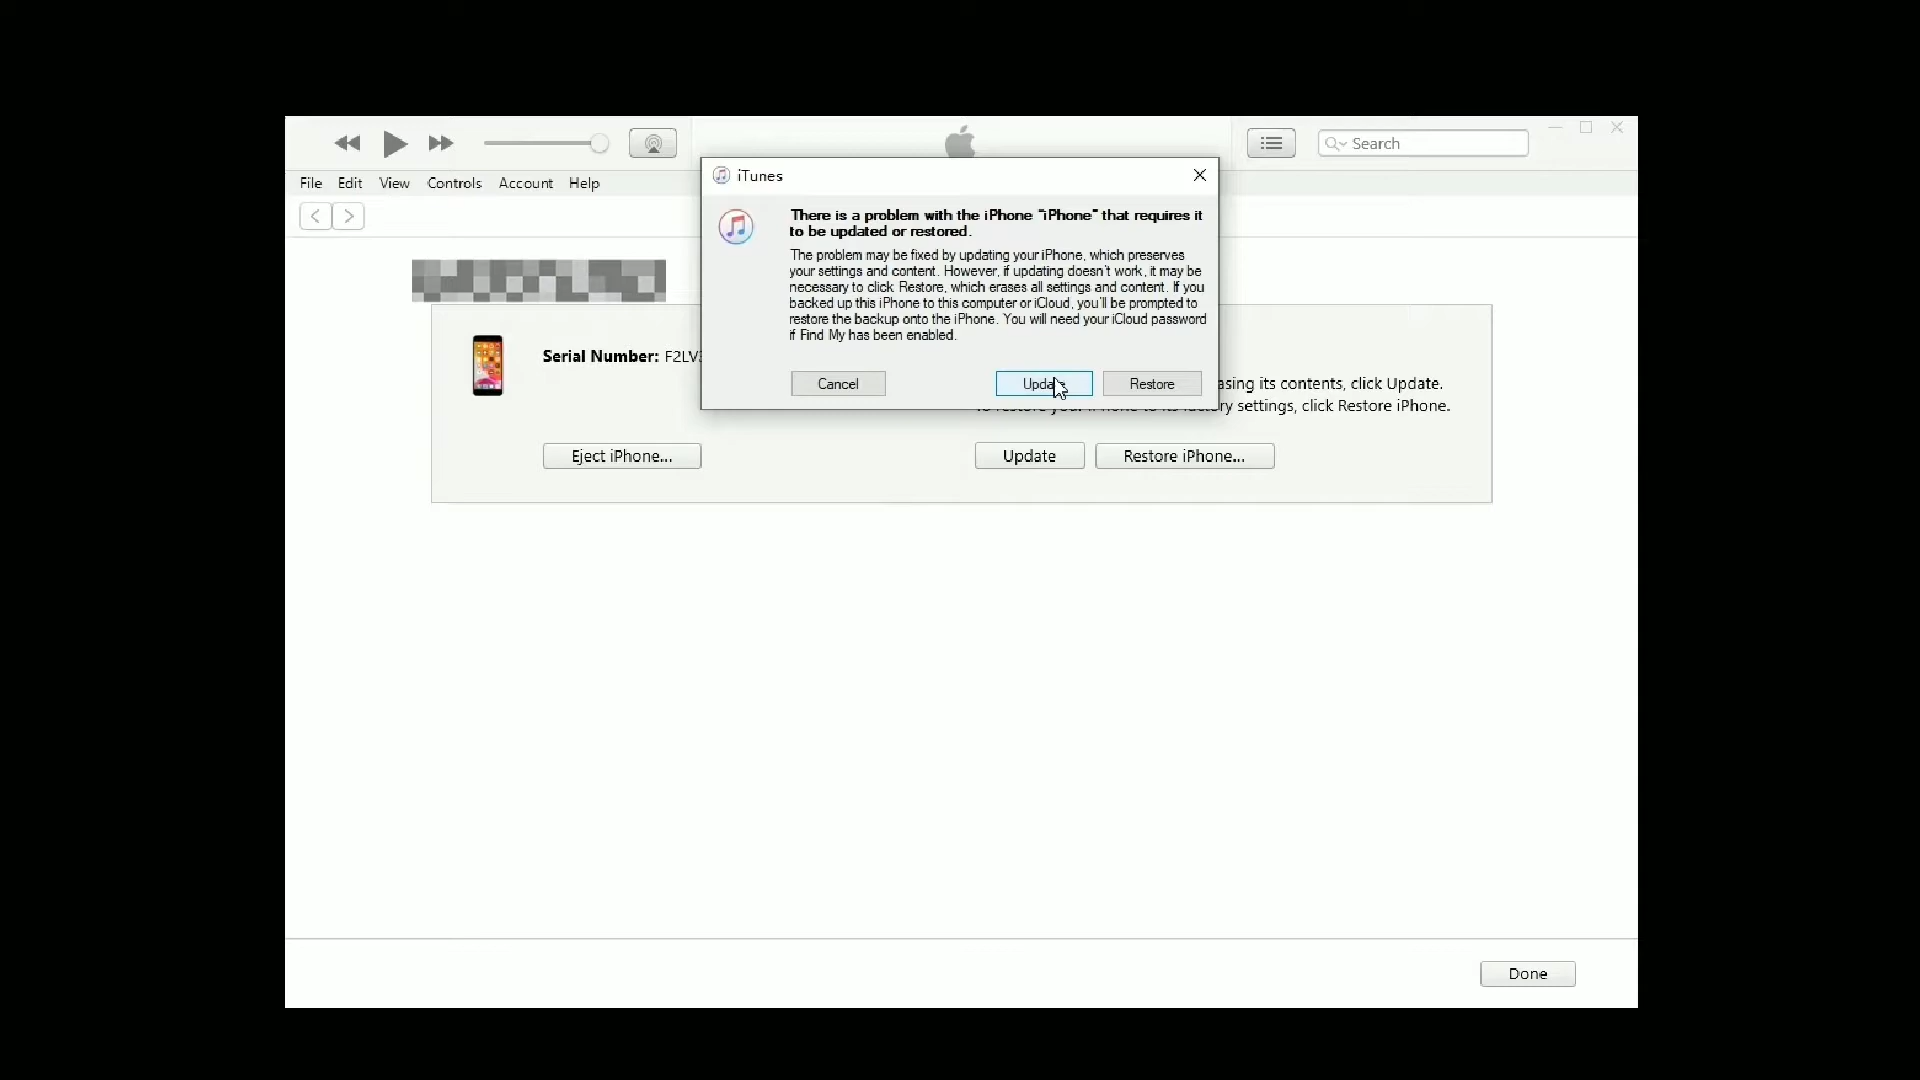 Search
File Edit View Controls Account Help
iTunes
There is a problem with the iPhone "iPhone" that requires it
to be updated or restored.
The problem may be fixed by updating your iPhone, which preserves
your settings and content. However, if updating doesn't work, it may be
necessary to click Restore, which erases all settings and content. If you
backed up this iPhone to this computer or iCloud, you'll be prompted to
restore the backup onto the iPhone. You will need your iCloud password
if Find My has been enabled.
Cancel Update Restore
Serial Number: F2LV
asing its contents, click Update.
settings, click Restore iPhone.
Eject iPhone... Update Restore iPhone...
Done